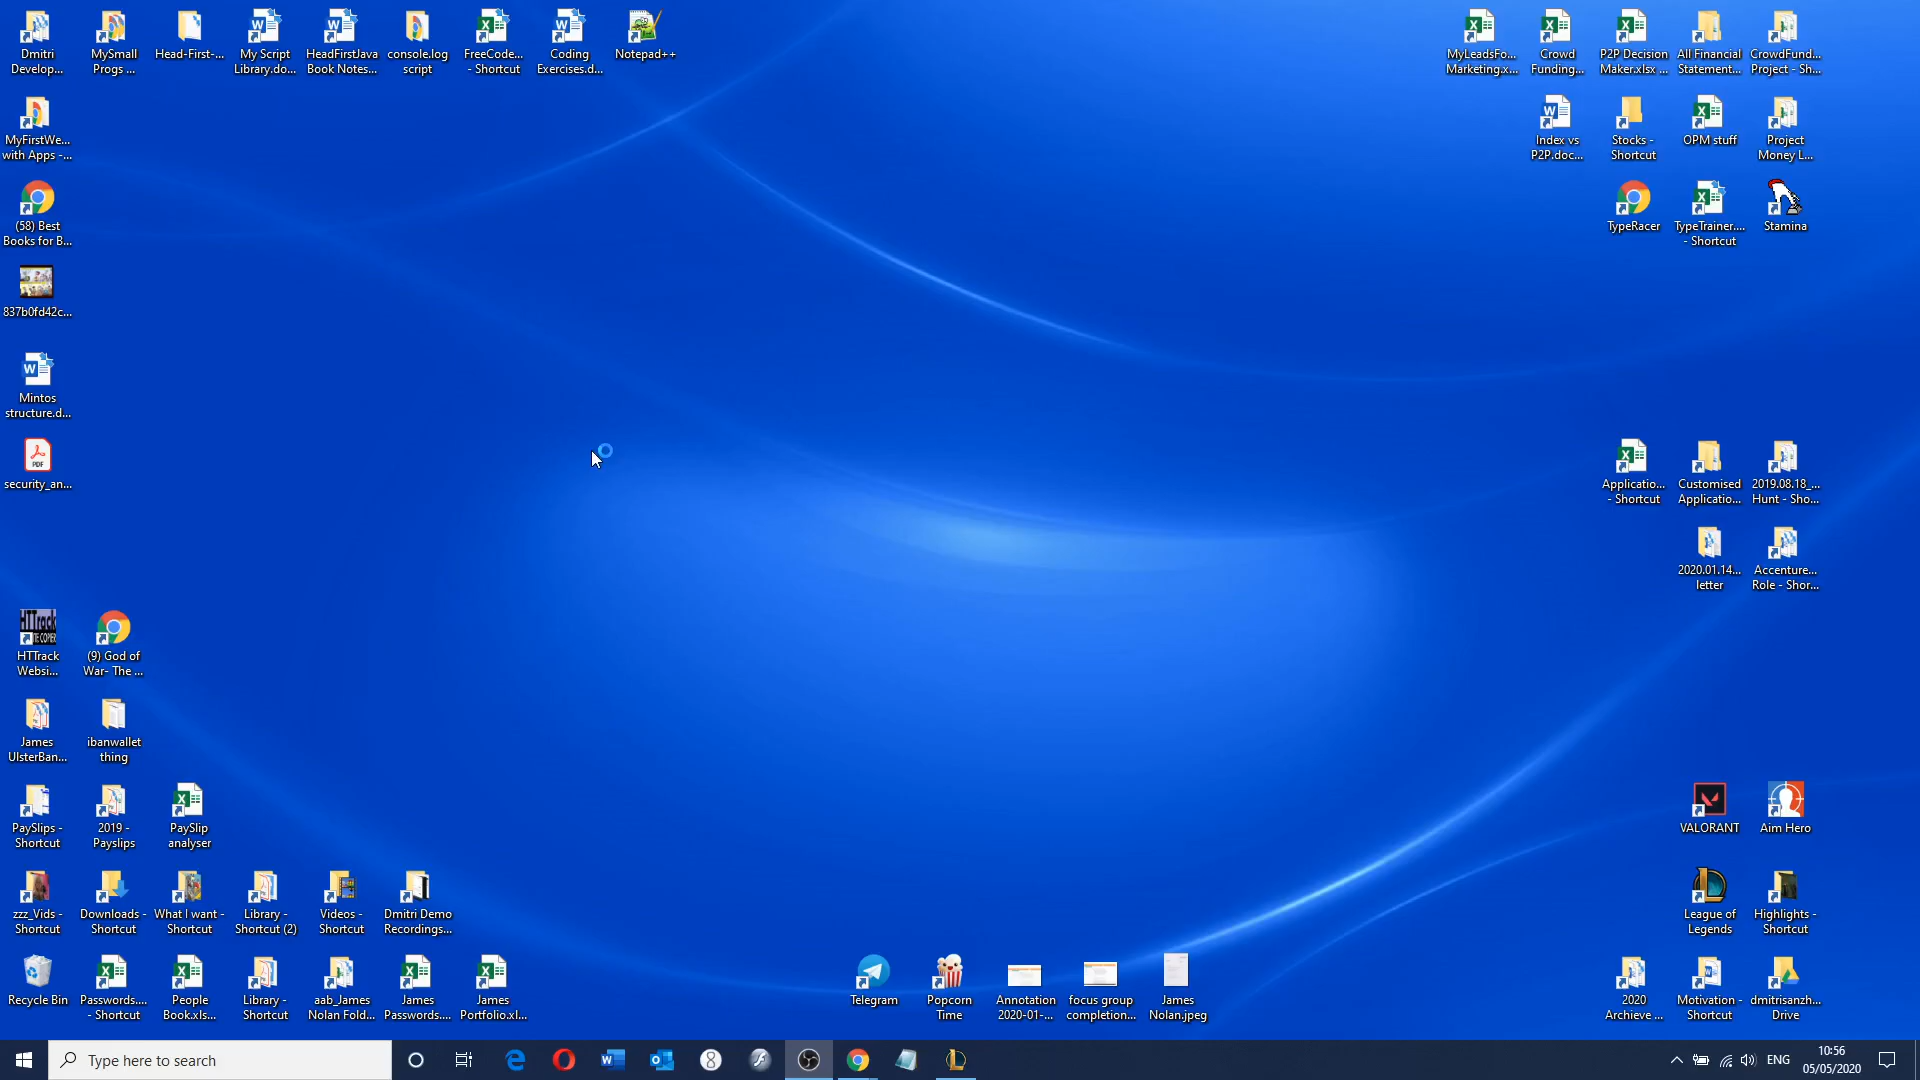 Dmitri
Develop...
MySmall
Progs ...
Head-First-...
My Script
Library.do...
HeadFirstJava
Book Notes...
console.log
script
FreeCode...
- Shortcut
Coding
Exercises.d...
Notepad++
MyLeadsFo...
Marketing.x...
Crowd
Funding...
P2P Decision
Maker.xlsx ...
All Financial
Statement...
CrowdFund...
Project - Sh...
MyFirstWe...
with Apps -...
Index vs
P2P.doc...
Stocks -
Shortcut
OPM stuff
Project
Money L...
(58) Best
Books for B...
TypeRacer
TypeTrainer....
- Shortcut
Stamina
837b0fd42c...
Mintos
structure.d...
PDF
security_an...
Applicatio...
- Shortcut
Customised
Applicatio...
2019.08.18_...
Hunt - Sho...
2020.01.14...
letter
Accenture...
Role - Shor...
HTTrack
Websi...
(9) God of
War- The ...
James
UlsterBan...
ibanwallet
thing
PaySlips -
Shortcut
2019 -
Payslips
PaySlip
analyser
VALORANT
Aim Hero
zzz_Vids -
Shortcut
Downloads -
Shortcut
What I want -
Shortcut
Library -
Shortcut (2)
Videos -
Shortcut
Dmitri Demo
Recordings...
League of
Legends
Highlights -
Shortcut
Recycle Bin
Passwords....
- Shortcut
People
Book.xls...
Library -
Shortcut
aab_James
Nolan Fold...
James
Passwords....
James
Portfolio.xl...
Telegram
Popcorn
Time
Annotation
2020-01-...
focus group
completion...
James
Nolan.jpeg
2020
Archieve ...
Motivation -
Shortcut
dmitrisanzh...
Drive
Type here to search
ENG
10:56
05/05/2020